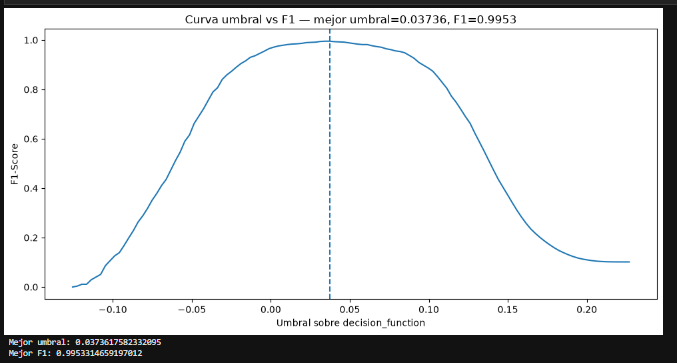 Curva umbral vs F1 — mejor umbral=0.03736, F1=0.9953
1.0
0.8
0.6
0.4
0.2
0.0
F1-Score
−0.10
−0.05
0.00
0.05
0.10
0.15
0.20
Umbral sobre decision_function
Mejor umbral: 0.0373617582332095
Mejor F1: 0.9953314659197012